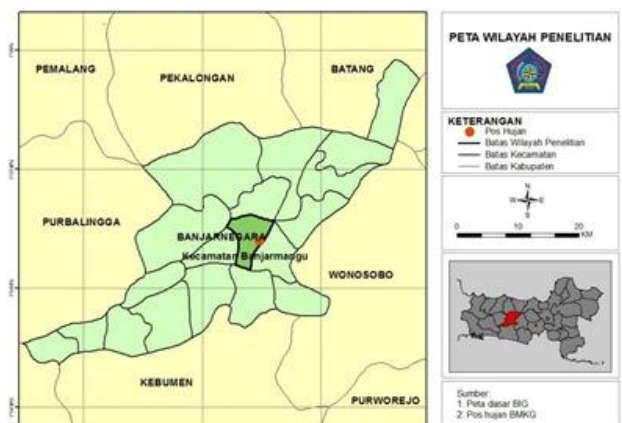 PEMALANG
PEKALONGAN
BATANG
PURBALINGGA
BANJARNEGARA
Kecamatan Banjarmangu
WONOSOBO
KEBUMEN
PURWOREJO
PETA WILAYAH PENELITIAN
KETERANGAN
Pos Hujan
Batas Wilayah Penelitian
Batas Kecamatan
Batas Kabupaten
N
W E
S
0 10 20
KM
Sumber:
1. Peta dasar BIG
2. Pos hujan BMKG